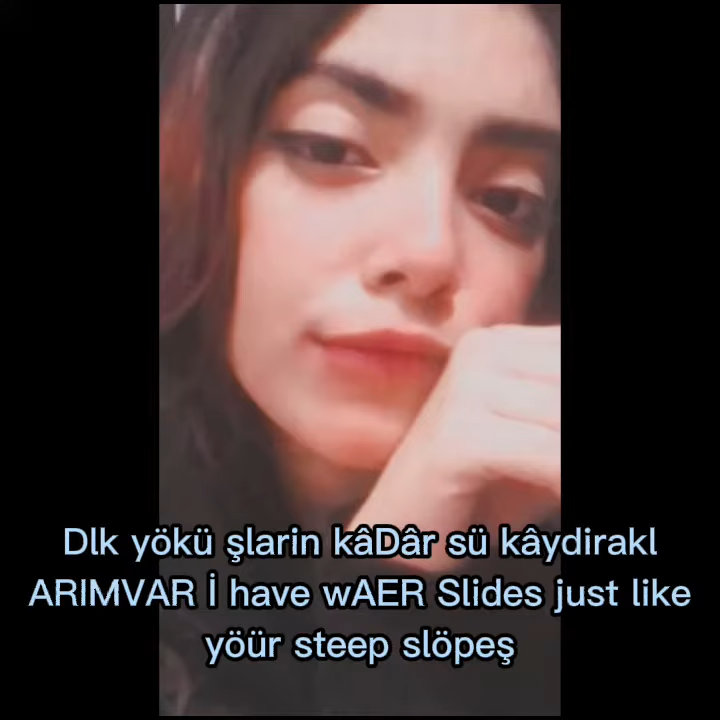 Dlk yökü şlarin kâDâr sü kâydirakl
ARIMVAR İ have wAER Slides just like
yöür steep slöpeş